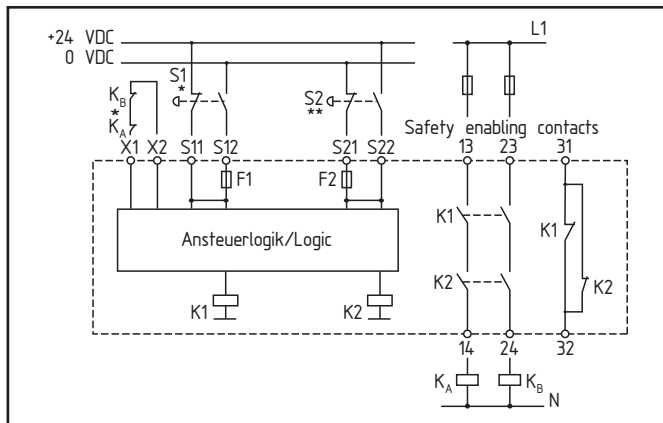 +24 VDC
0 VDC
L1
S1
*
S2
**
K_B
*
K_A
Safety enabling contacts
X1 X2 S11 S12 S21 S22 13 23 31
F1 F2
Ansteuerlogik/Logic
K1 K1
K2 K2
K1 K2
14 24 32
K_A K_B
N